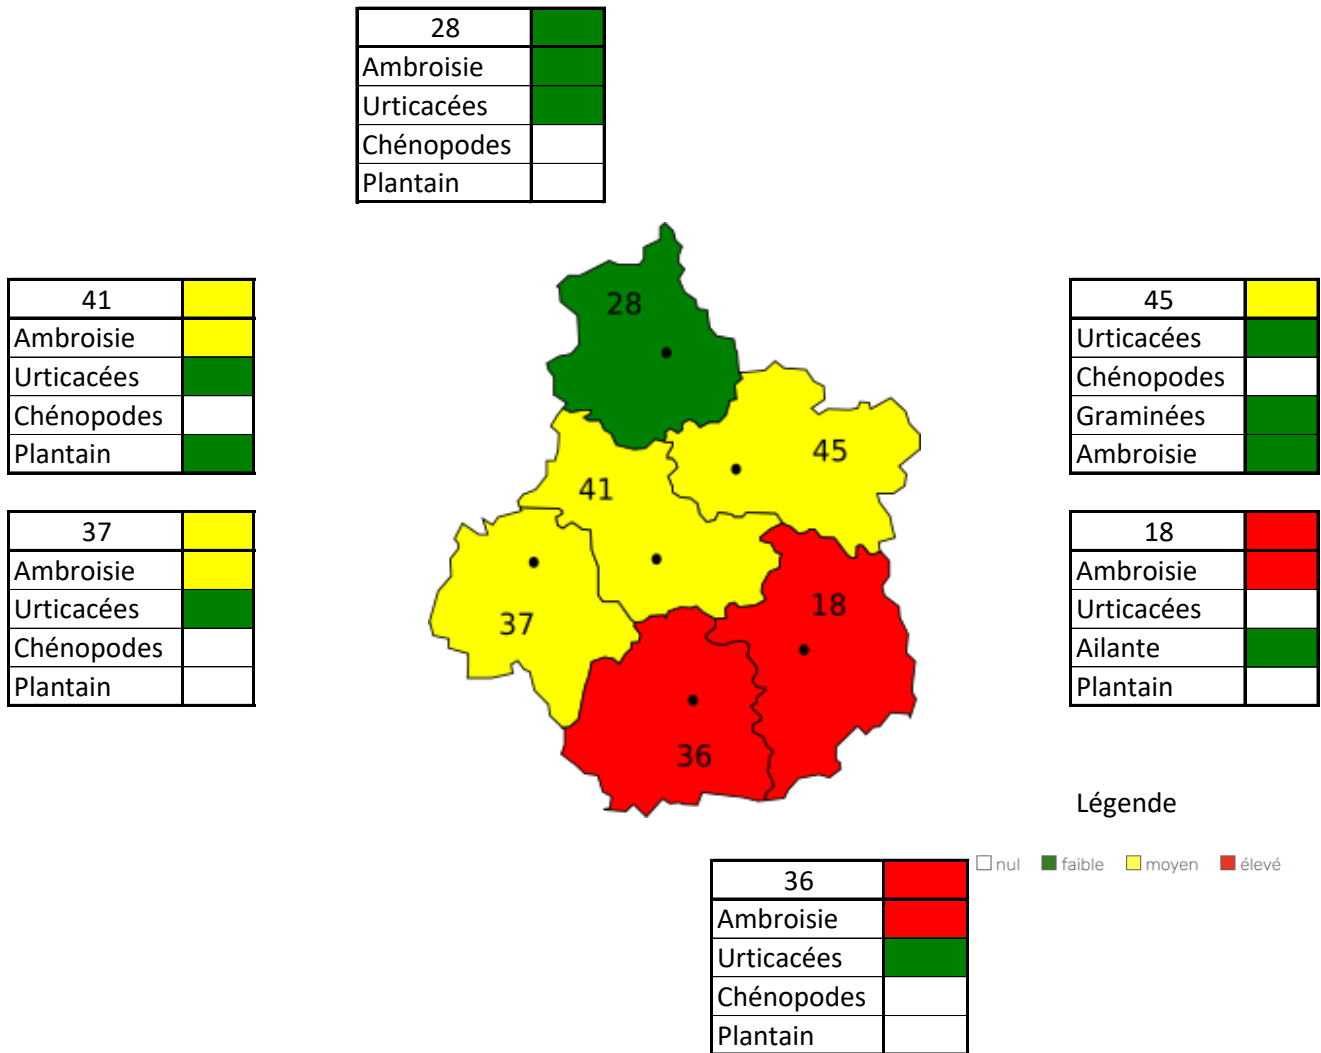 28
Ambroisie
Urticacées
Chénopodes
Plantain
41
Ambroisie
Urticacées
Chénopodes
Plantain
37
Ambroisie
Urticacées
Chénopodes
Plantain
28
45
41
37
18
36
45
Urticacées
Chénopodes
Graminées
Ambroisie
18
Ambroisie
Urticacées
Ailante
Plantain
Légende
nul faible moyen élevé
36
Ambroisie
Urticacées
Chénopodes
Plantain